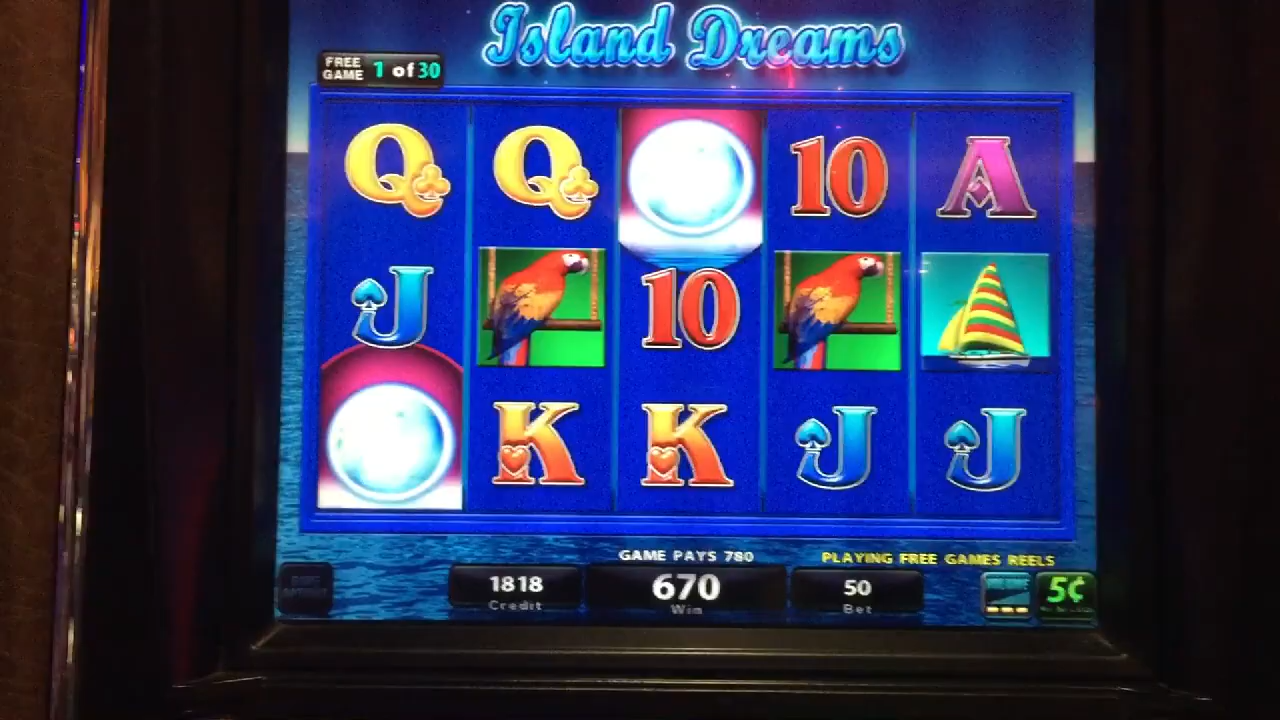 Island Dreams
FREE GAME 1 of 30
Q Q 10 A
J 10
K K J J
GAME PAYS 780
PLAYING FREE GAMES REELS
1818 670 50 5¢
Credit Win Bet